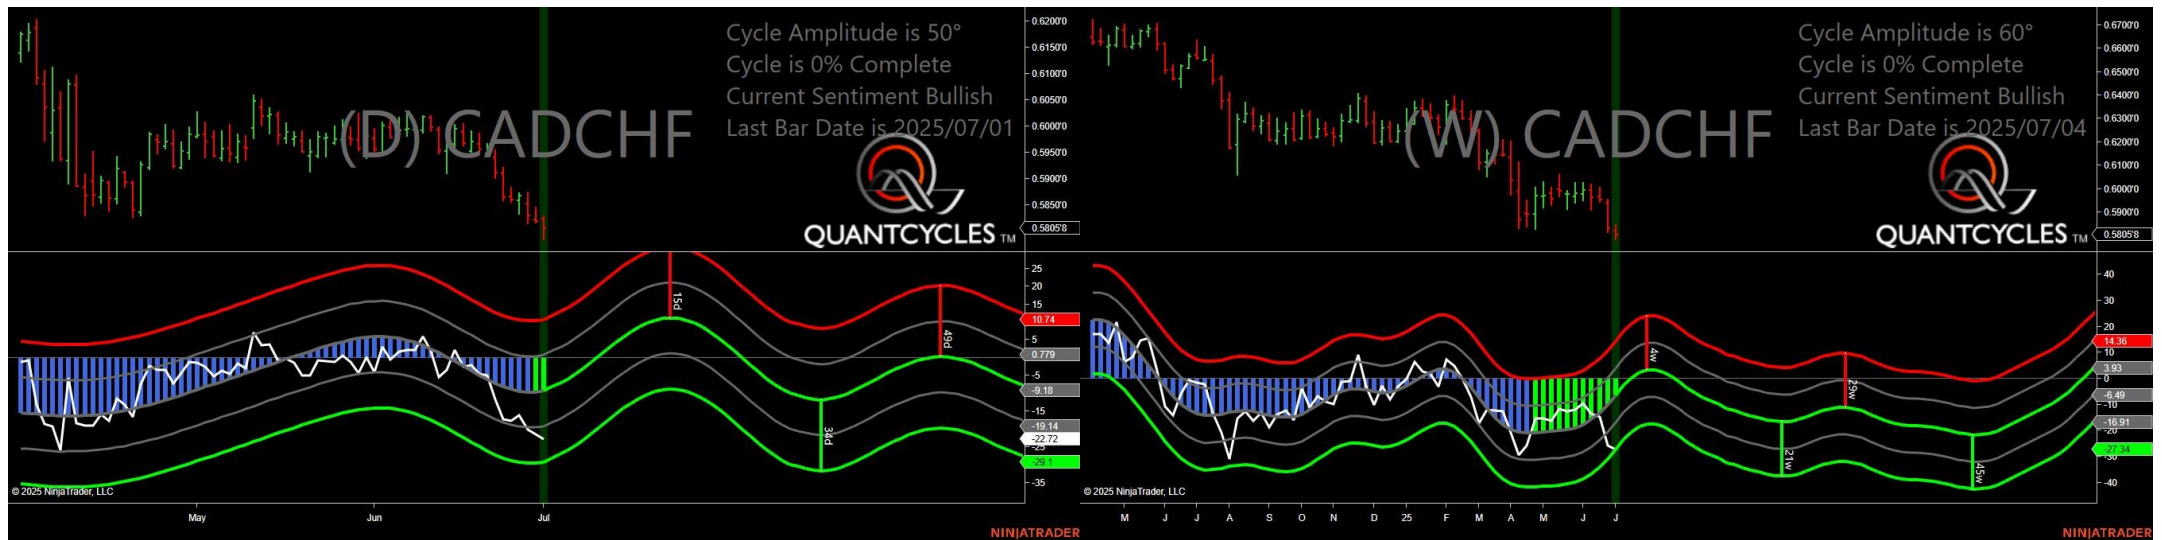 Cycle Amplitude is 50°
Cycle is 0% Complete
Current Sentiment Bullish
Last Bar Date is 2025/07/01
(D) CADCHF
QUANTCYCLES TM
0.6200'0
0.6150'0
0.6100'0
0.6050'0
0.6000'0
0.5950'0
0.5900'0
0.5850'0
0.5805'8
25
20
15
10.74
5
0.779
-5
-9.18
-15
-19.14
-22.72
-25
-29.1
-35
15d
34d
49d
© 2025 NinjaTrader, LLC
May
Jun
Jul
NINJATRADER
Cycle Amplitude is 60°
Cycle is 0% Complete
Current Sentiment Bullish
Last Bar Date is 2025/07/04
(W) CADCHF
QUANTCYCLES TM
0.6700'0
0.6600'0
0.6500'0
0.6400'0
0.6300'0
0.6200'0
0.6100'0
0.6000'0
0.5900'0
0.5805'8
40
30
20
14.36
10
3.93
0
-6.49
-10
-16.91
-27.34
-30
-40
4w
21w
29w
45w
© 2025 NinjaTrader, LLC
M
J
J
A
S
O
N
D
25
F
M
A
M
J
J
NINJATRADER